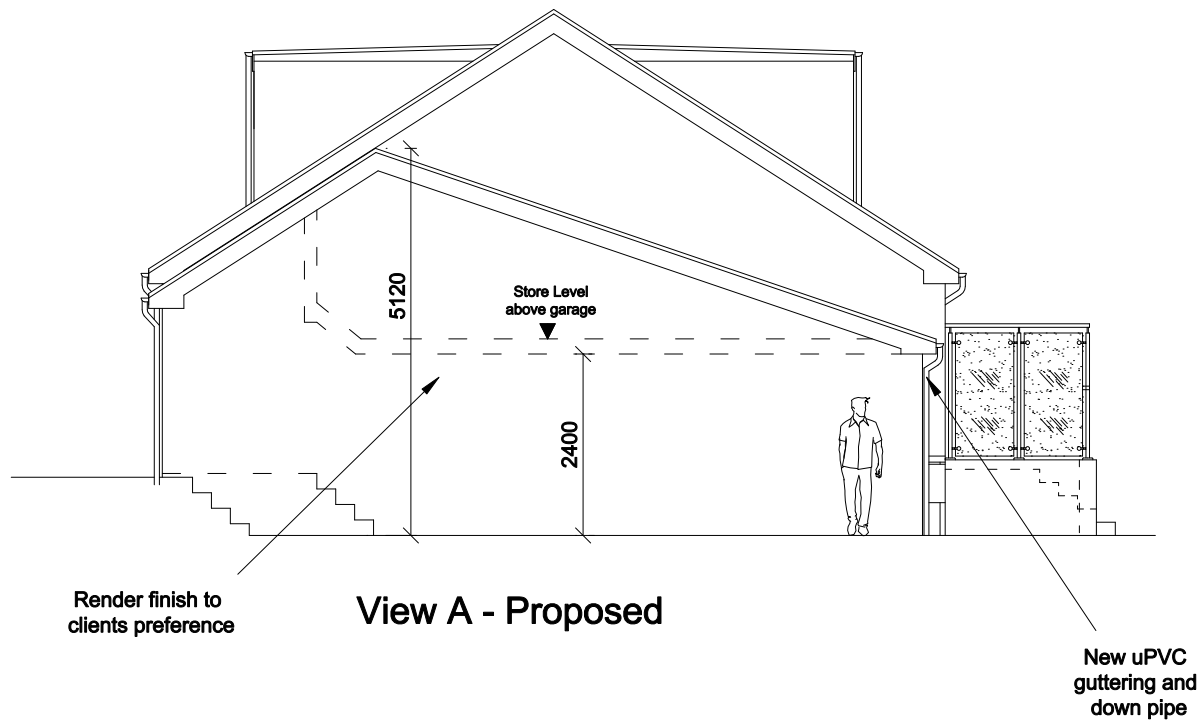 5120
Store Level
above garage
2400
Render finish to
clients preference
View A - Proposed
New uPVC
guttering and
down pipe